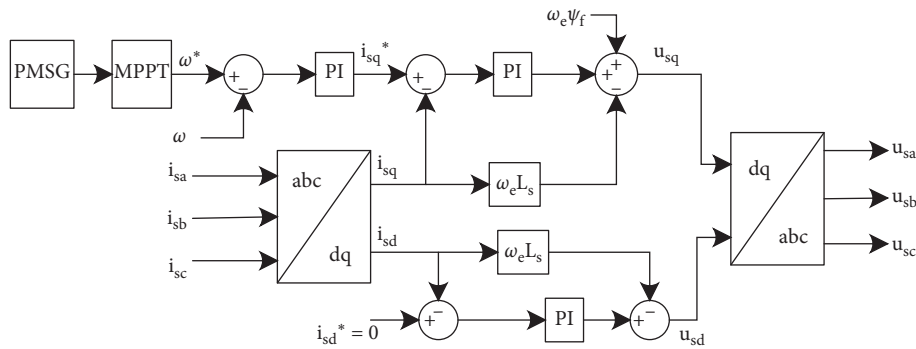 ω_eψ_f
PMSG
MPPT
ω*
+
−
PI
i_sq*
+
−
PI
+
+
−
u_sq
ω
i_sa
i_sb
i_sc
abc
dq
i_sq
ω_eL_s
i_sd
ω_eL_s
dq
abc
u_sa
u_sb
u_sc
i_sd* = 0
+
−
PI
+
−
u_sd